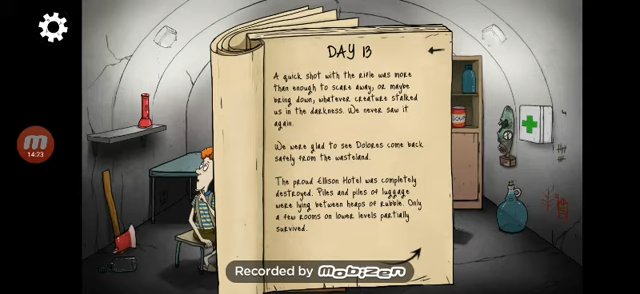 DAY 13
A quick shot with the rifle was more
than enough to scare away, or maybe
bring down, whatever creature stalked
us in the darkness. We never saw it
again.
We were glad to see Dolores come back
safely from the wasteland.
The proud Ellison Hotel was completely
destroyed. Piles and piles of luggage
were lying between heaps of rubble. Only
a few rooms on lower levels partially
survived.
14:23
Recorded by mobizen